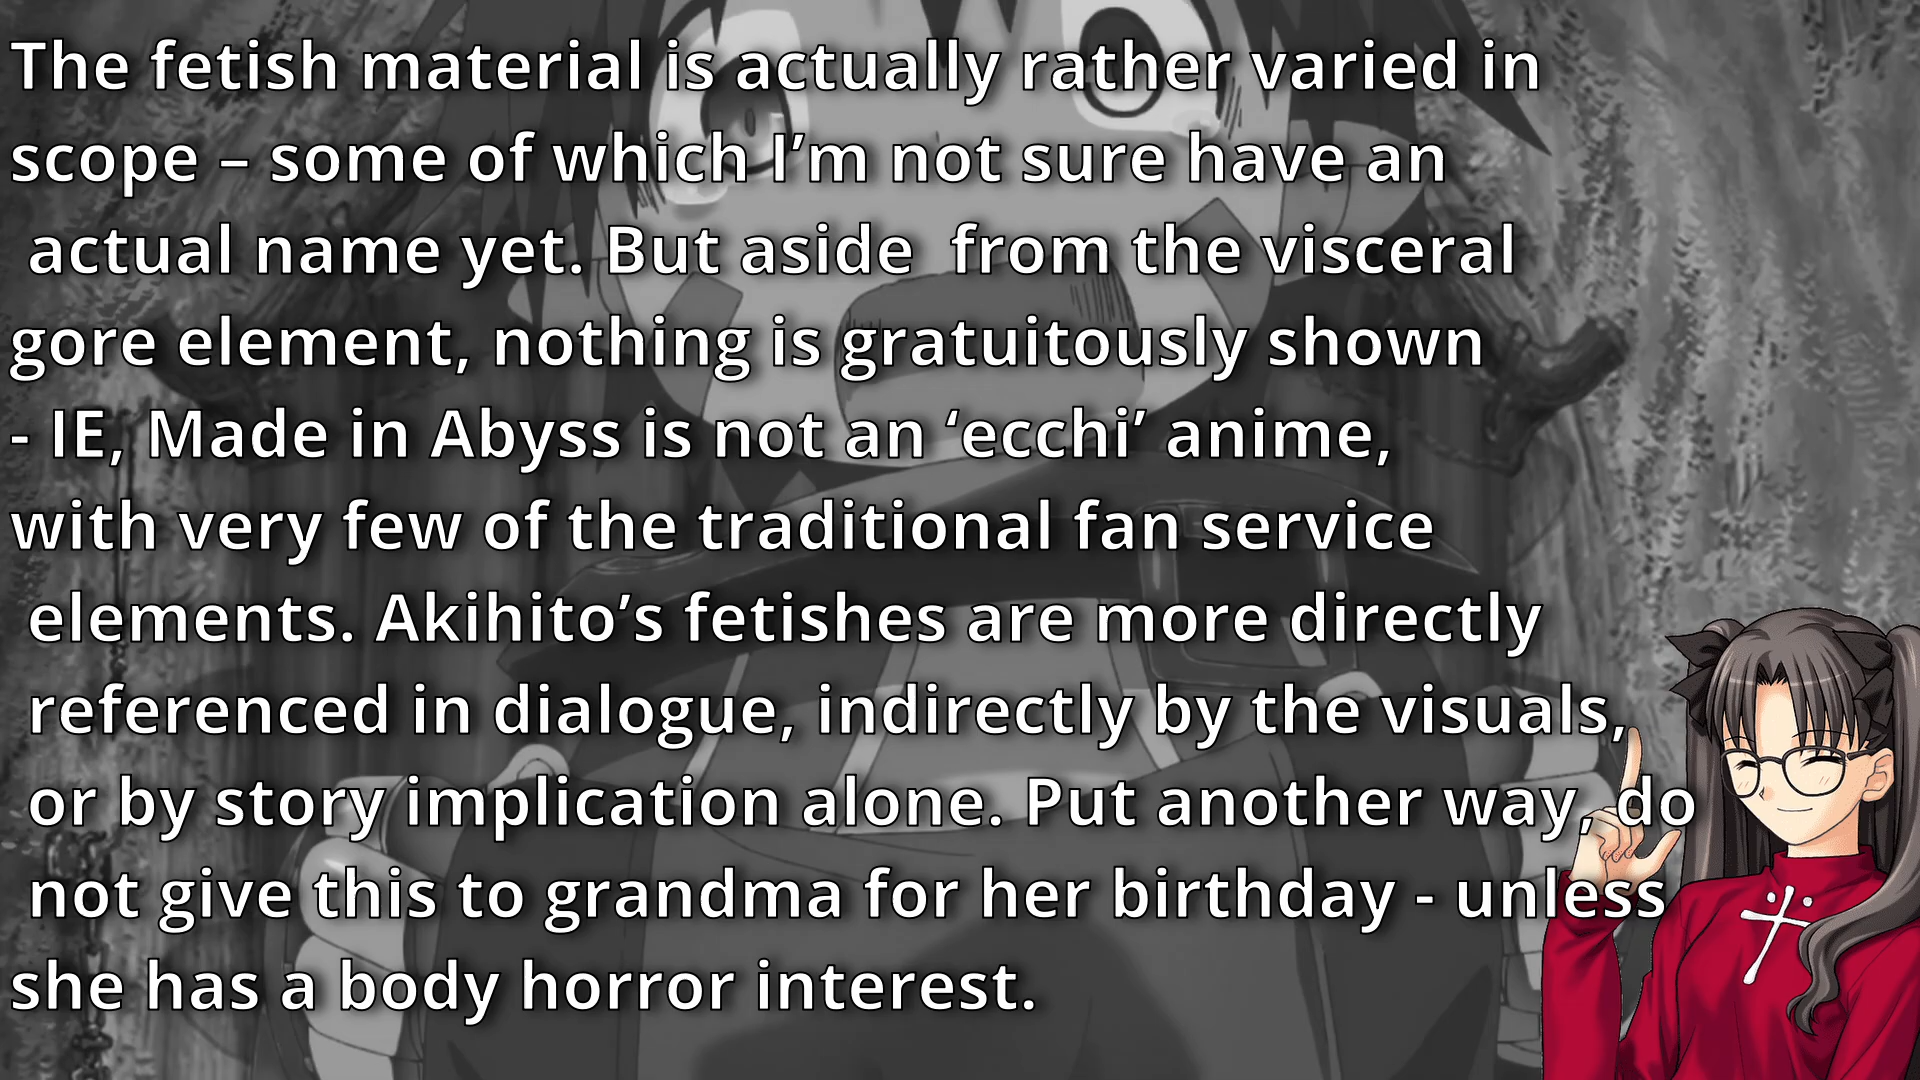 The fetish material is actually rather varied in
scope – some of which I’m not sure have an
actual name yet. But aside  from the visceral
gore element, nothing is gratuitously shown
- IE, Made in Abyss is not an ‘ecchi’ anime,
with very few of the traditional fan service
elements. Akihito’s fetishes are more directly
referenced in dialogue, indirectly by the visuals,
or by story implication alone. Put another way, do
not give this to grandma for her birthday - unless
she has a body horror interest.